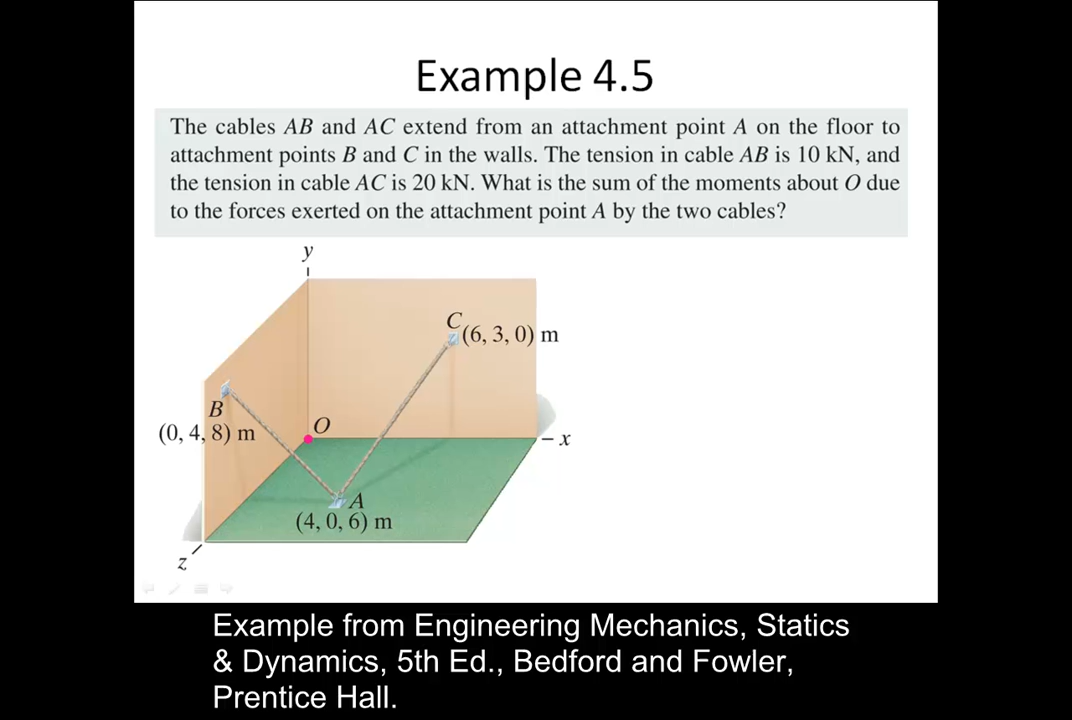 Example 4.5
The cables AB and AC extend from an attachment point A on the floor to
attachment points B and C in the walls. The tension in cable AB is 10 kN, and
the tension in cable AC is 20 kN. What is the sum of the moments about O due
to the forces exerted on the attachment point A by the two cables?
y
C
(6, 3, 0) m
B
(0, 4, 8) m
O
x
A
(4, 0, 6) m
z
Example from Engineering Mechanics, Statics
& Dynamics, 5th Ed., Bedford and Fowler,
Prentice Hall.